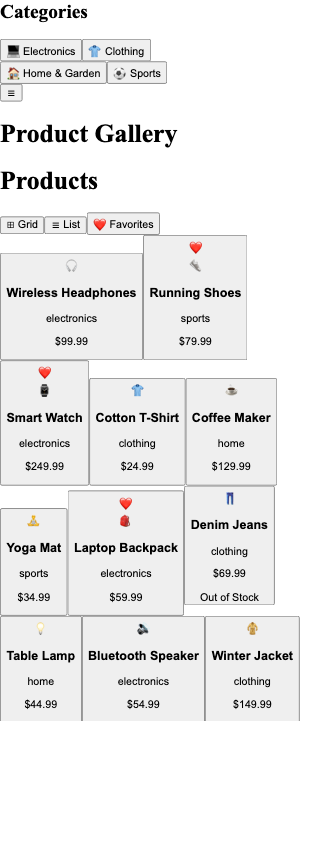 Categories
💻 Electronics 👕 Clothing
🏠 Home & Garden ⚽ Sports
≡
Product Gallery
Products
⊞ Grid ≡ List ❤️ Favorites
Wireless Headphones
electronics
$99.99
Running Shoes
sports
$79.99
Smart Watch
electronics
$249.99
Cotton T-Shirt
clothing
$24.99
Coffee Maker
home
$129.99
Yoga Mat
sports
$34.99
Laptop Backpack
electronics
$59.99
Denim Jeans
clothing
$69.99
Out of Stock
Table Lamp
home
$44.99
Bluetooth Speaker
electronics
$54.99
Winter Jacket
clothing
$149.99